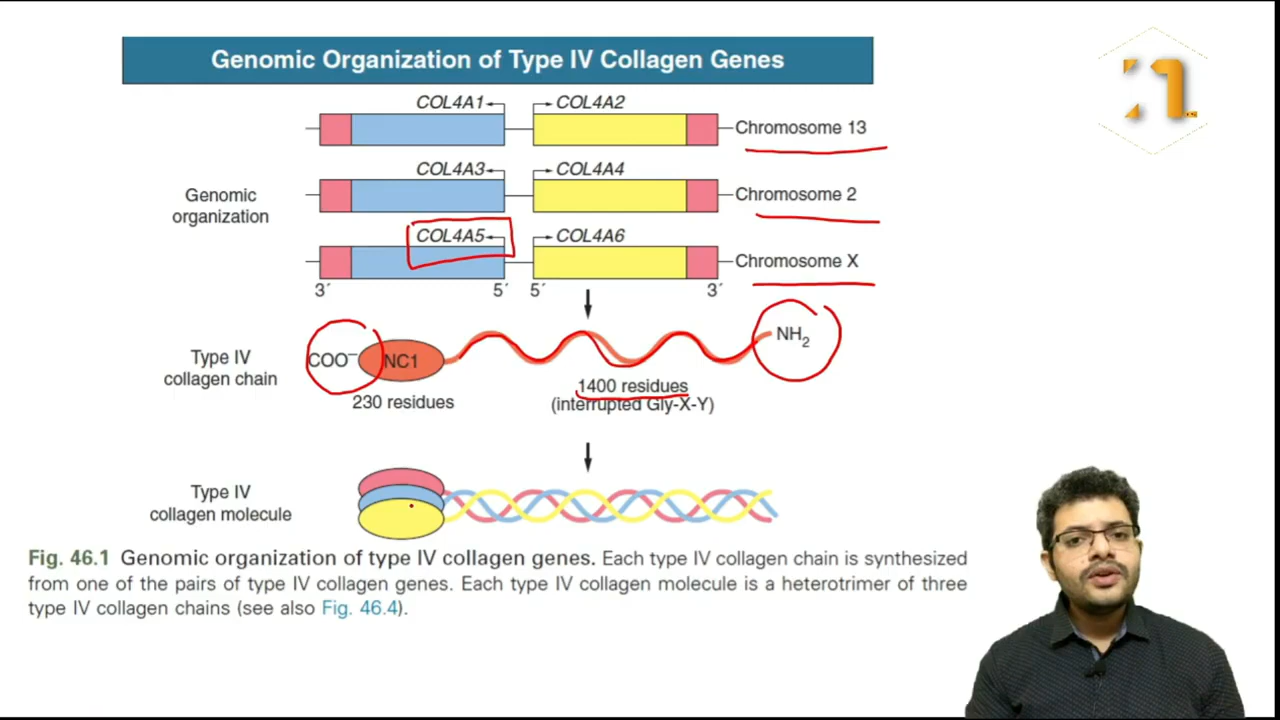 Genomic Organization of Type IV Collagen Genes
COL4A1 COL4A2
Chromosome 13
COL4A3 COL4A4
Genomic
organization
Chromosome 2
COL4A5 COL4A6
Chromosome X
3´ 5´ 5´ 3´
Type IV
collagen chain
COO⁻ NC1 NH₂
230 residues
1400 residues
(interrupted Gly-X-Y)
Type IV
collagen molecule
Fig. 46.1 Genomic organization of type IV collagen genes. Each type IV collagen chain is synthesized
from one of the pairs of type IV collagen genes. Each type IV collagen molecule is a heterotrimer of three
type IV collagen chains (see also Fig. 46.4).